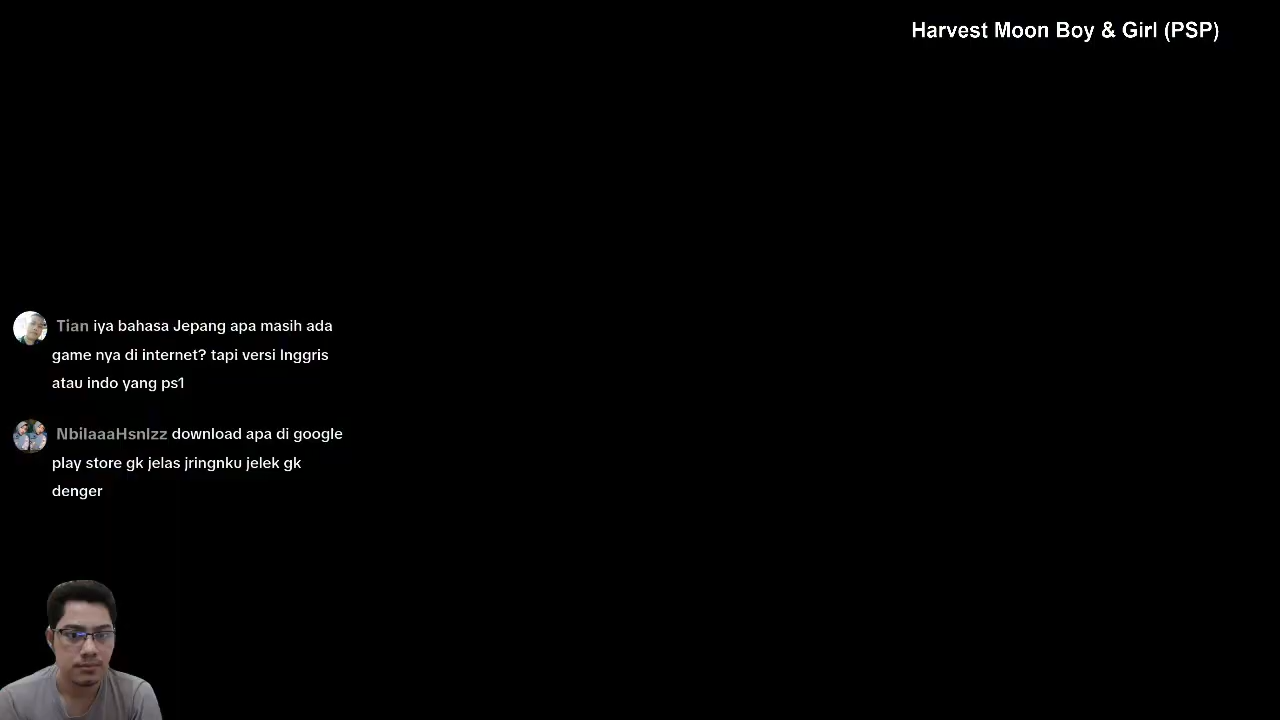 Harvest Moon Boy & Girl (PSP)
Tian iya bahasa Jepang apa masih ada
game nya di internet? tapi versi Inggris
atau indo yang ps1
NbilaaaHsnlzz download apa di google
play store gk jelas jringnku jelek gk
denger